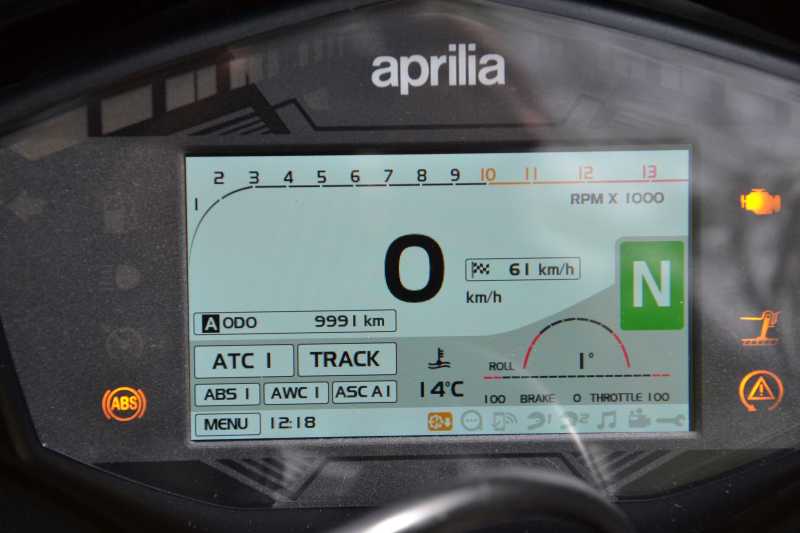 aprilia
1 2 3 4 5 6 7 8 9 10 11 12 13
RPM X 1000
0
61 km/h
km/h
N
A ODO 9991 km
ATC 1 TRACK
ABS 1 AWC 1 ASC A1
14°C
ROLL
1°
100 BRAKE 0 THROTTLE 100
MENU 12:18
1 2
ABS